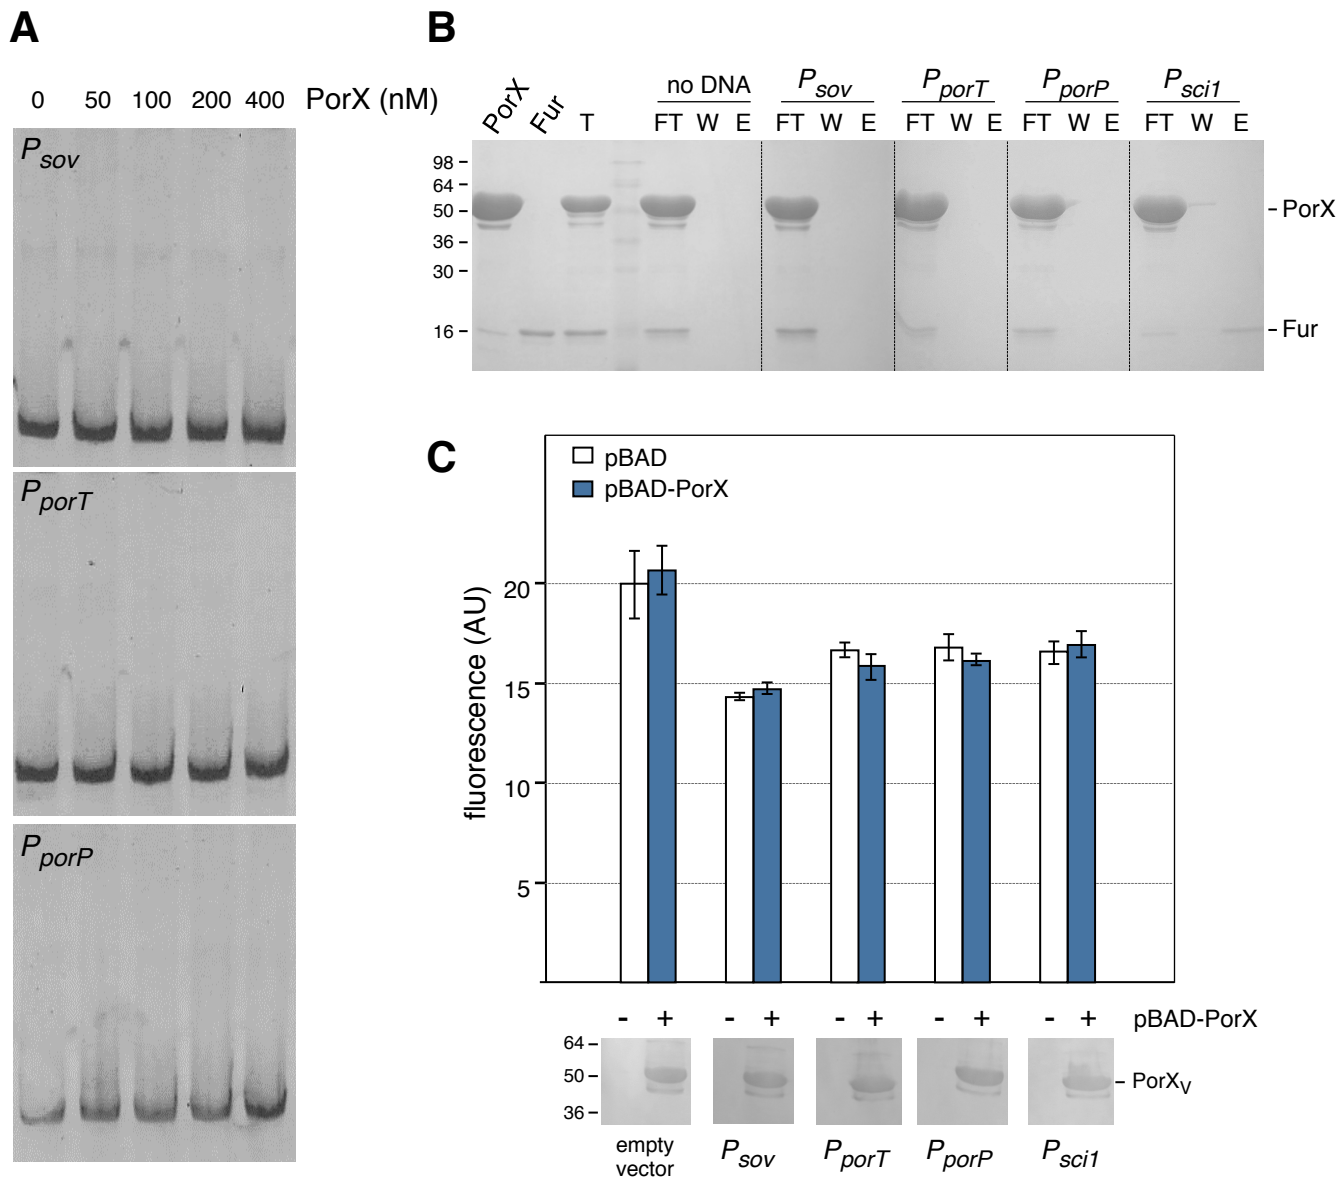 A
0 50 100 200 400 PorX (nM)
Psov
PporT
PporP
B
PorX Fur T no DNA Psov PporT PporP Psci1
FT W E FT W E FT W E FT W E FT W E
98
64
50
36
30
16
PorX
Fur
C
pBAD
pBAD-PorX
fluorescence (AU)
20
15
10
5
- + - + - + - + - + pBAD-PorX
64
50
36
PorXV
empty vector
Psov PporT PporP Psci1